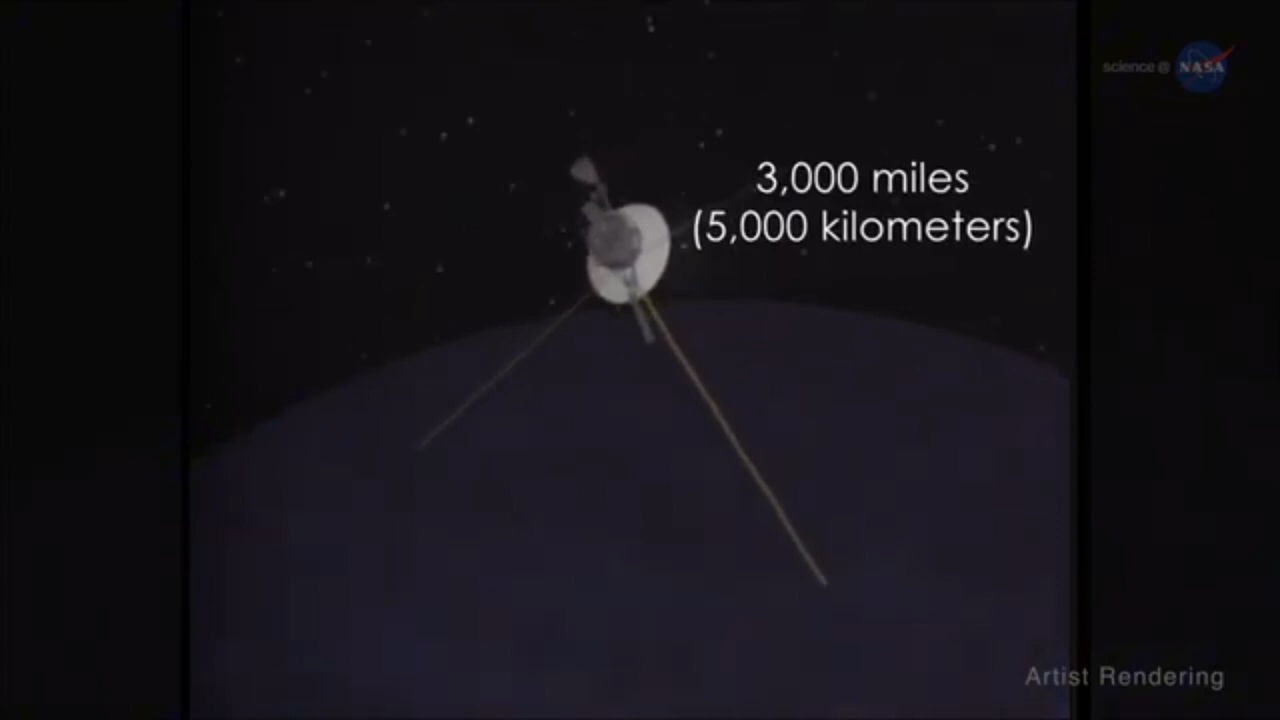 science@ NASA
3,000 miles
(5,000 kilometers)
Artist Rendering